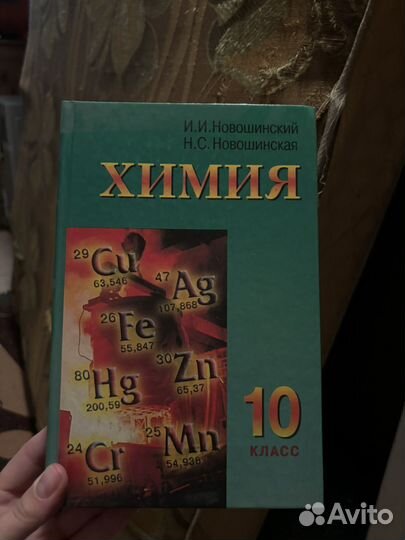 И.И.Новошинский
Н.С.Новошинская
ХИМИЯ
29 Cu
63,546
47 Ag
107,868
26 Fe
55,847
30 Zn
65,37
80 Hg
200,59
24 Cr
51,996
25 Mn
54,938
10
КЛАСС
Avito